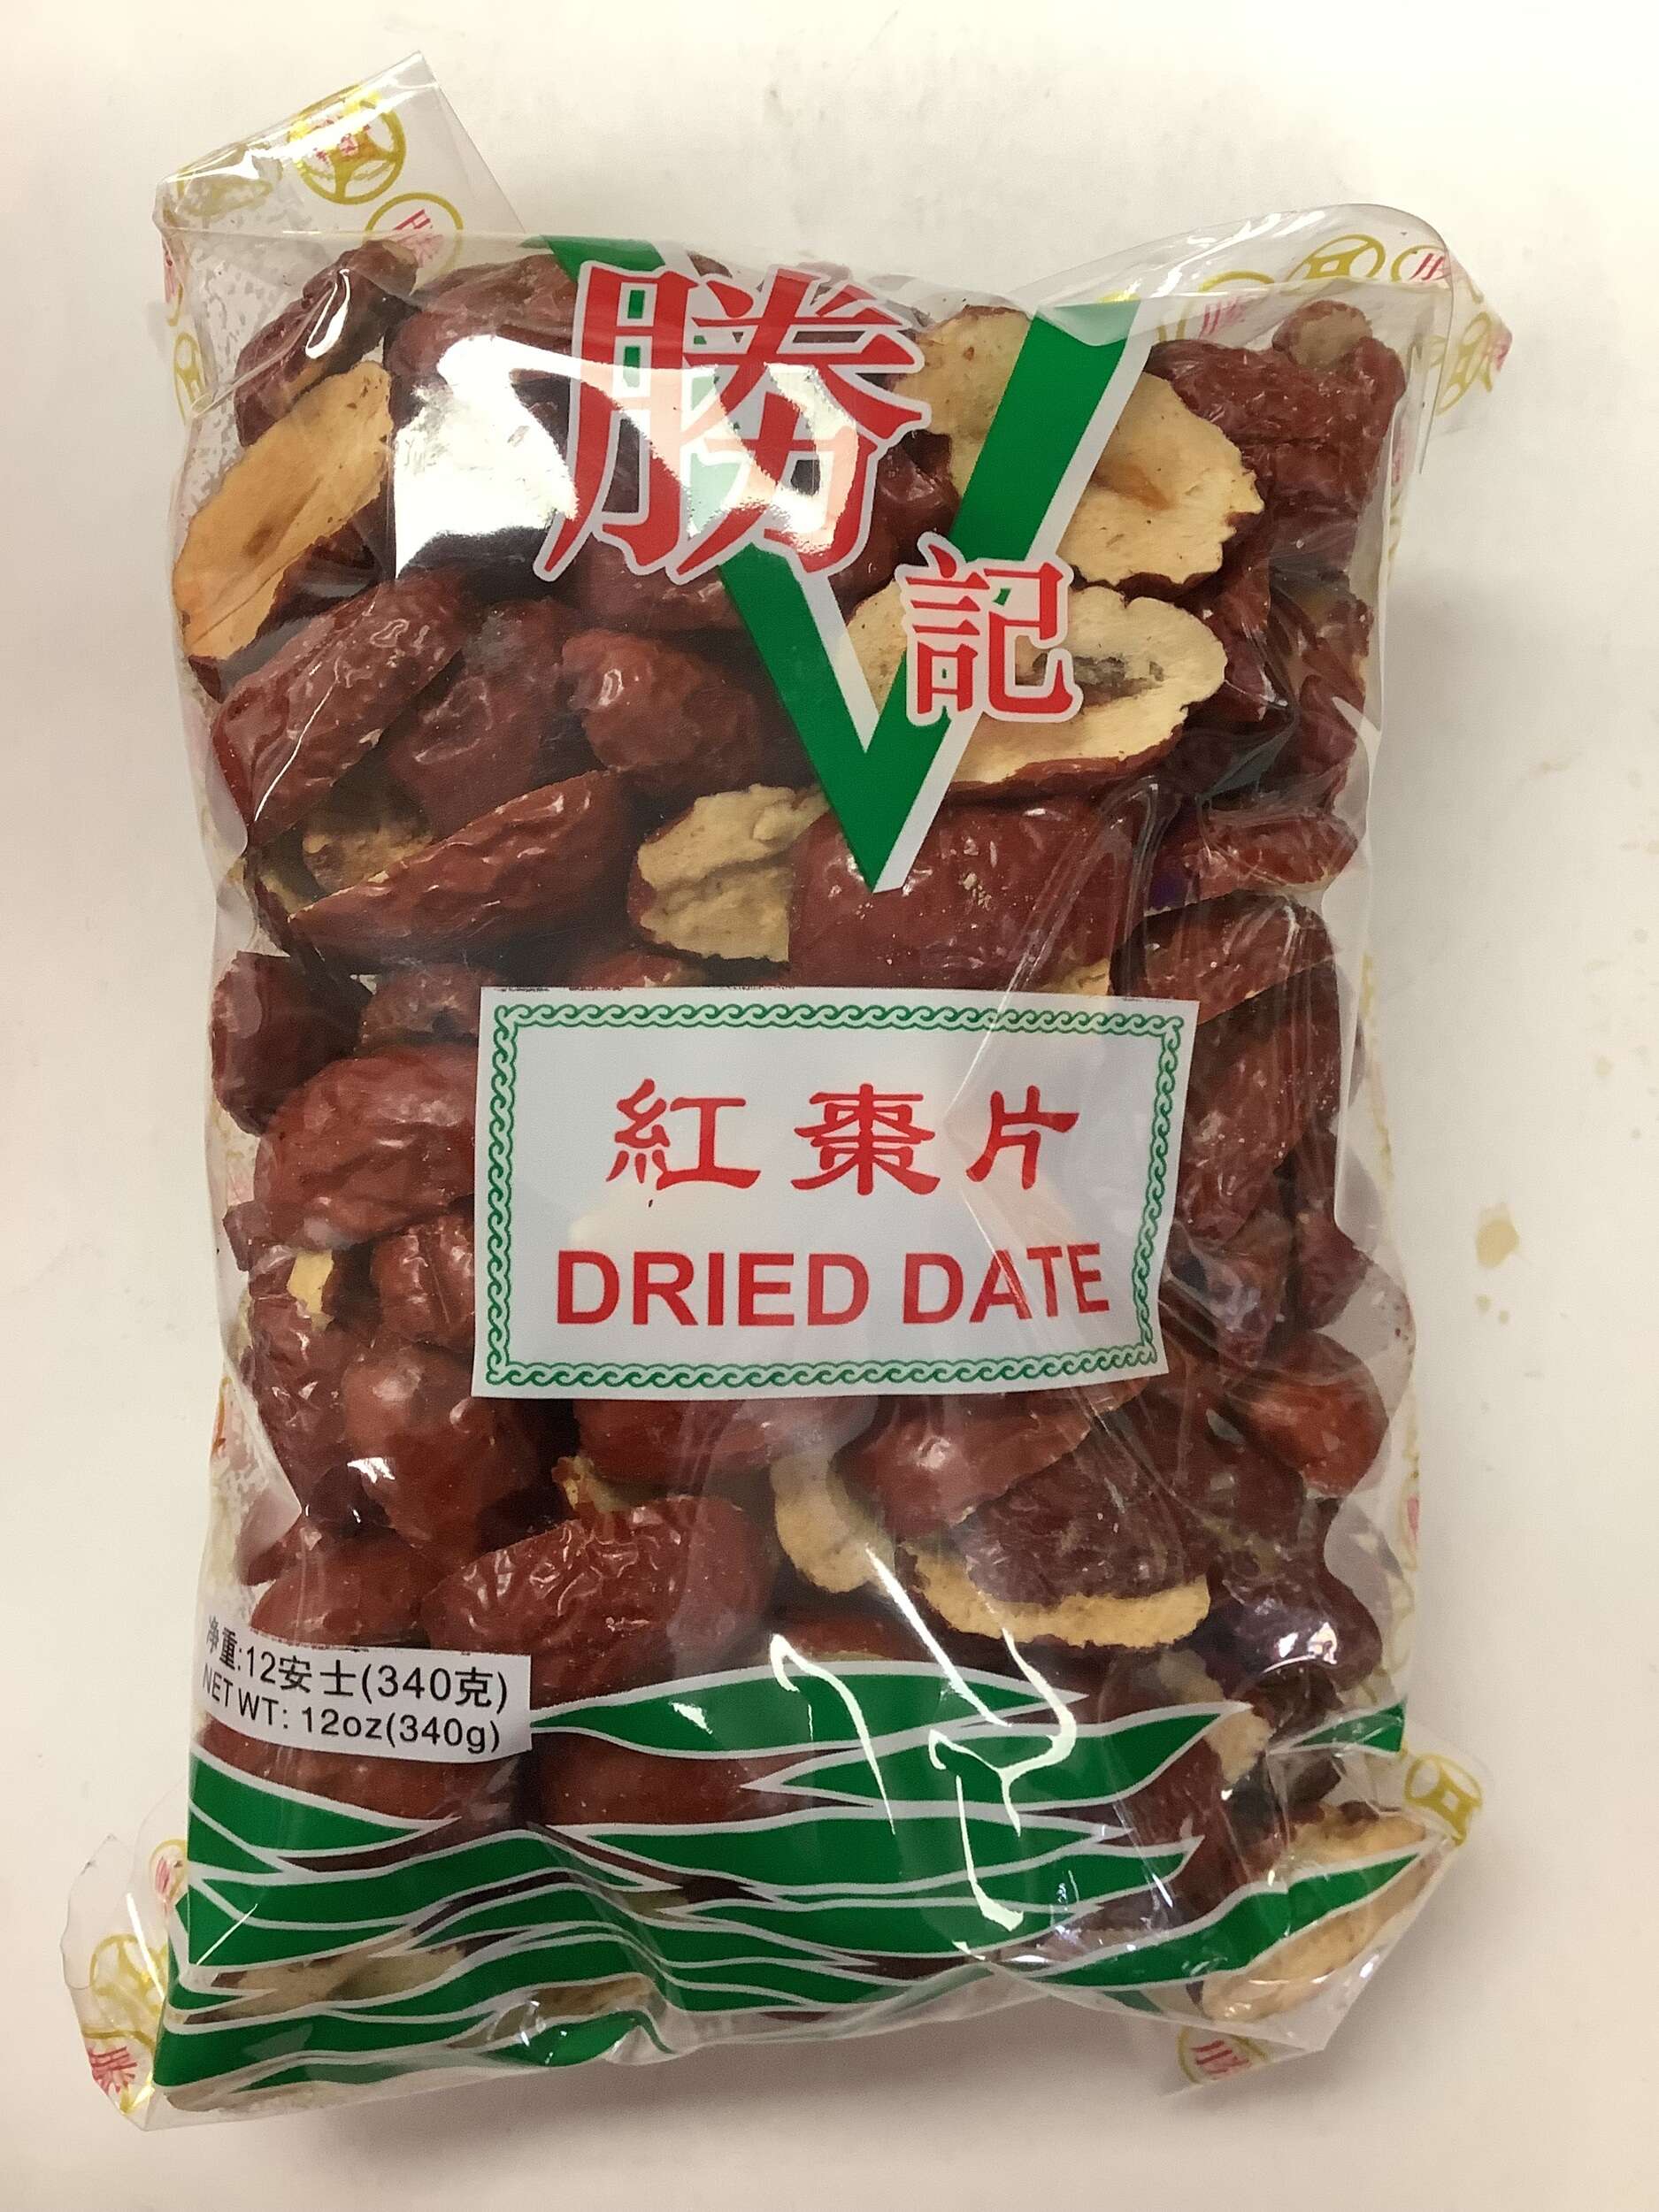 勝
記
紅棗片
DRIED DATE
净重:12安士(340克)
NET WT: 12oz(340g)